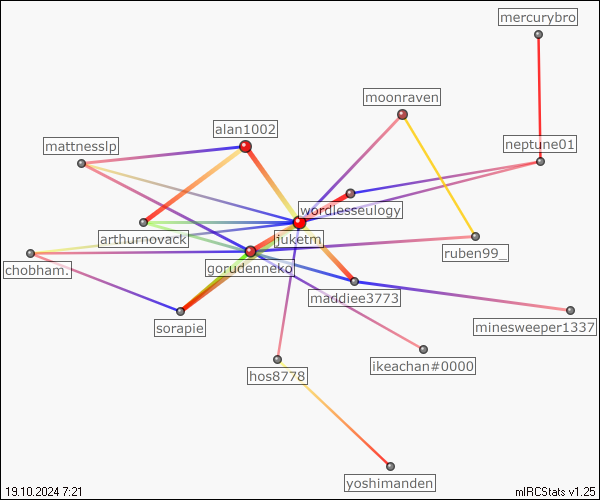 mercurybro
moonraven
alan1002
mattnesslp
neptune01
wordlesseulogy
arthurnovack
juketm
ruben99_
gorudenneko
chobham.
maddiee3773
sorapie
minesweeper1337
ikeachan#0000
hos8778
yoshimanden
19.10.2024 7:21
mIRCStats v1.25